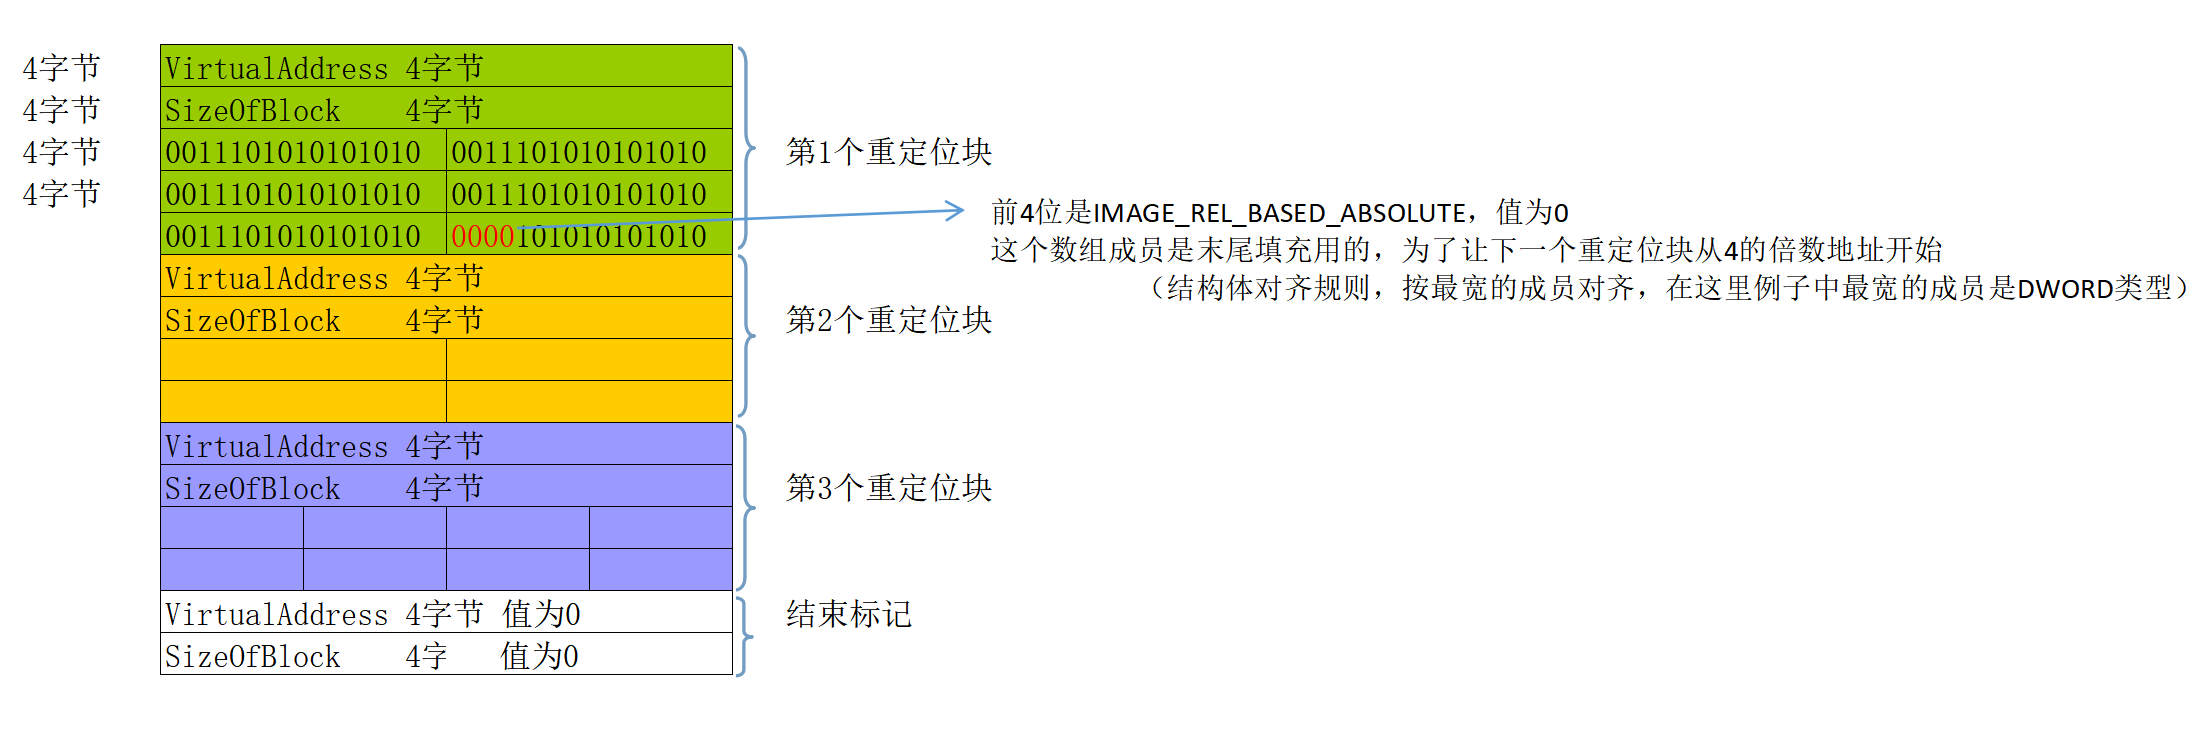 4字节 VirtualAddress 4字节
4字节 SizeOfBlock 4字节
4字节 0011101010101010 0011101010101010 第1个重定位块
4字节 0011101010101010 0011101010101010
前4位是IMAGE_REL_BASED_ABSOLUTE，值为0
0011101010101010 0000101010101010
这个数组成员是末尾填充用的，为了让下一个重定位块从4的倍数地址开始
VirtualAddress 4字节
（结构体对齐规则，按最宽的成员对齐，在这里例子中最宽的成员是DWORD类型）
SizeOfBlock 4字节 第2个重定位块
VirtualAddress 4字节
SizeOfBlock 4字节 第3个重定位块
VirtualAddress 4字节 值为0 结束标记
SizeOfBlock 4字 值为0